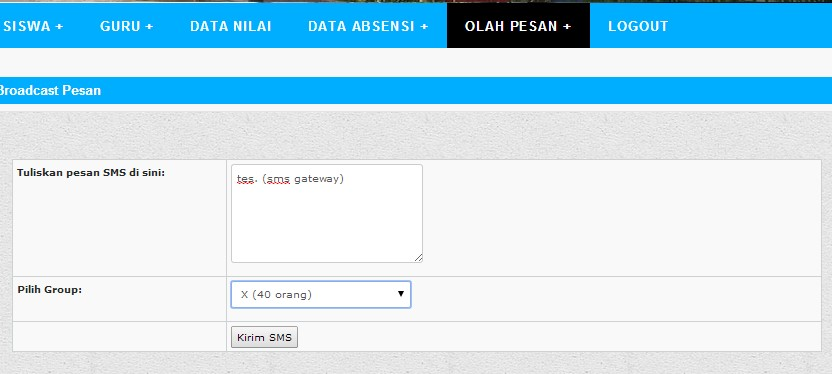 SISWA + GURU + DATA NILAI DATA ABSENSI + OLAH PESAN + LOGOUT
Broadcast Pesan
Tuliskan pesan SMS di sini: tes. (sms gateway)
Pilih Group: X (40 orang)
Kirim SMS